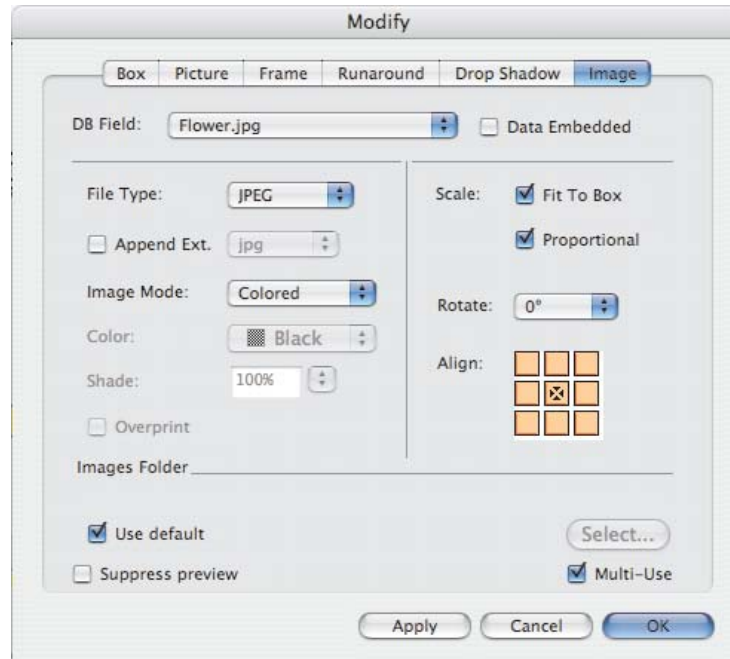 Modify
Box Picture Frame Runaround Drop Shadow Image
DB Field: Flower.jpg Data Embedded
File Type: JPEG
Append Ext. jpg
Image Mode: Colored
Color: Black
Shade: 100%
Overprint
Scale: Fit To Box
Proportional
Rotate: 0°
Align:
Images Folder
Use default Select...
Suppress preview Multi-Use
Apply Cancel OK